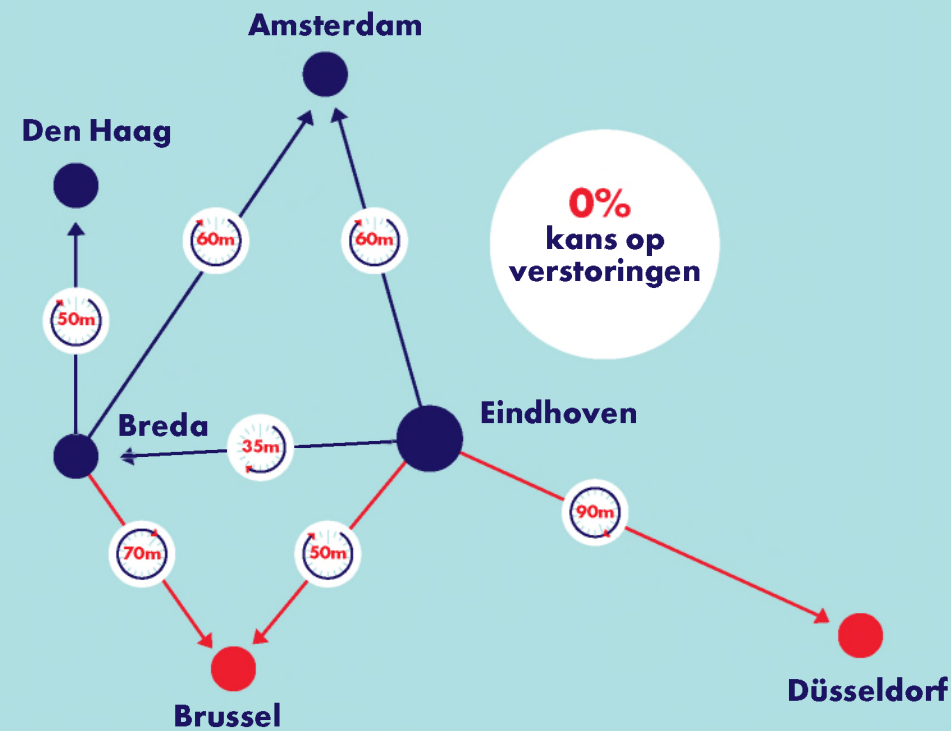 Amsterdam
Den Haag
0%
kans op
verstoringen
60m
60m
50m
Eindhoven
Breda
35m
90m
70m
50m
Düsseldorf
Brussel